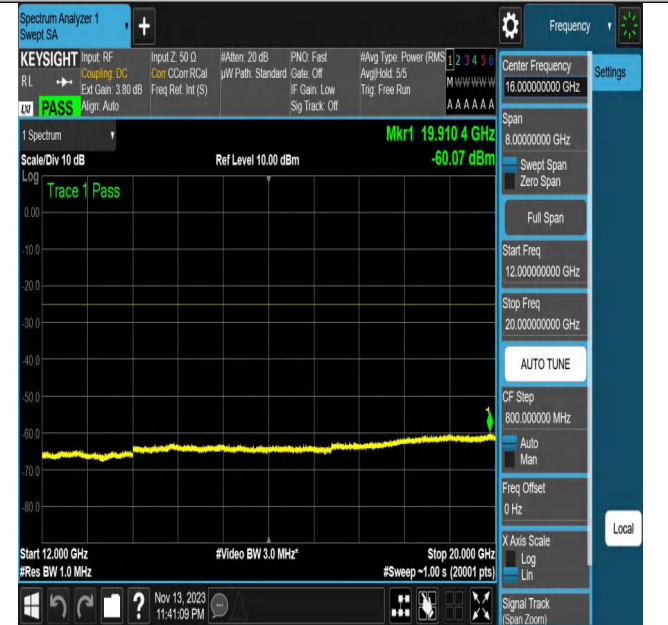 Spectrum Analyzer 1
Swept SA
+
Frequency
KEYSIGHT
RL
LXI
PASS
Input: RF
Coupling: DC
Ext Gain: 3.80 dB
Align: Auto
Input Z: 50 Ω
Corr CCorr RCal
Freq Ref: Int (S)
#Atten: 20 dB
µW Path: Standard
PNO: Fast
Gate: Off
IF Gain: Low
Sig Track: Off
#Avg Type: Power (RMS
Avg|Hold: 5/5
Trig: Free Run
1 2 3 4 5 6
M W W W W W
A A A A A A
Center Frequency
16.000000000 GHz
Settings
1 Spectrum
Mkr1 19.910 4 GHz
-60.07 dBm
Scale/Div 10 dB
Ref Level 10.00 dBm
Log
Trace 1 Pass
0.00
-10.0
-20.0
-30.0
-40.0
-50.0
-60.0
-70.0
-80.0
1
Start 12.000 GHz
#Video BW 3.0 MHz*
Stop 20.000 GHz
#Res BW 1.0 MHz
#Sweep ~1.00 s (20001 pts)
Span
8.00000000 GHz
Swept Span
Zero Span
Full Span
Start Freq
12.000000000 GHz
Stop Freq
20.000000000 GHz
AUTO TUNE
CF Step
800.000000 MHz
Auto
Man
Freq Offset
0 Hz
X Axis Scale
Log
Lin
Signal Track
(Span Zoom)
Local
?
Nov 13, 2023
11:41:09 PM